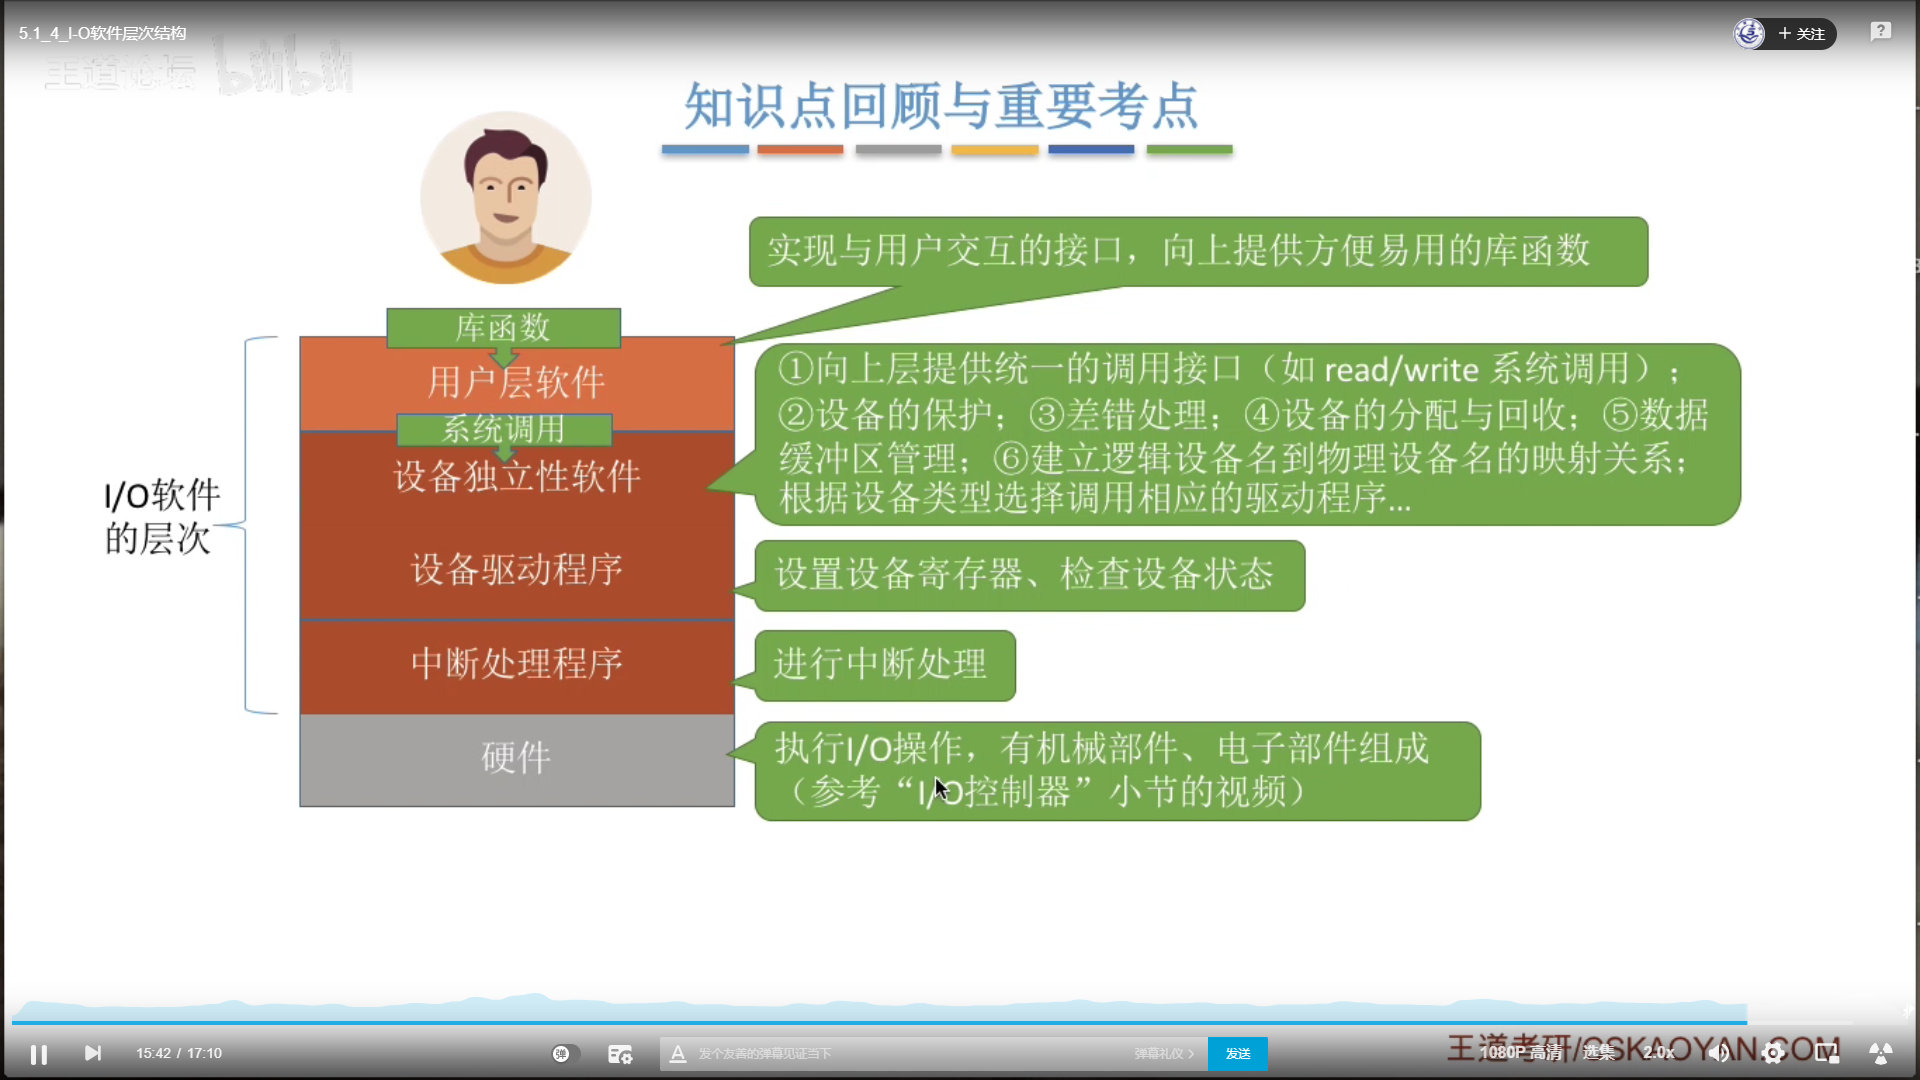 5.1_4_I-O软件层次结构
关注
王道论坛 bilibili
知识点回顾与重要考点
实现与用户交互的接口，向上提供方便易用的库函数
库函数
用户层软件
系统调用
设备独立性软件
①向上层提供统一的调用接口（如 read/write 系统调用）；
②设备的保护；③差错处理；④设备的分配与回收；⑤数据
缓冲区管理；⑥建立逻辑设备名到物理设备名的映射关系；
根据设备类型选择调用相应的驱动程序...
I/O软件
的层次
设备驱动程序
设置设备寄存器、检查设备状态
中断处理程序
进行中断处理
硬件
执行I/O操作，有机械部件、电子部件组成
（参考“I/O控制器”小节的视频）
15:42 / 17:10
弹
发个友善的弹幕见证当下
弹幕礼仪
发送
王道考研/CSKAOYAN.COM
1080P 高清
选集
2.0x